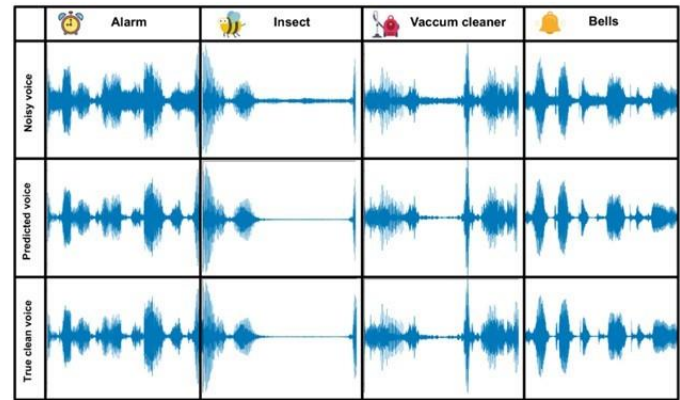 Alarm
Insect
Vaccum cleaner
Bells
Noisy voice
Predicted voice
True clean voice